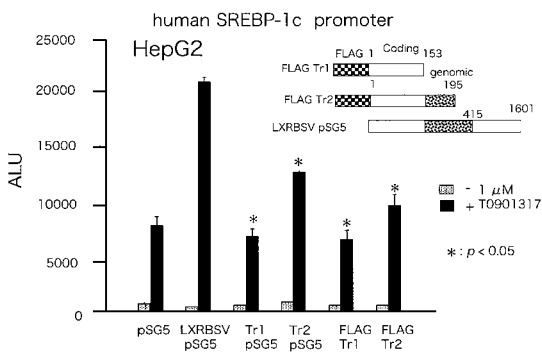 human SREBP-1c promoter
HepG2
ALU
25000
20000
15000
10000
5000
0
FLAG 1 Coding 153
FLAG Tr1
genomic
1 195
FLAG Tr2
415 1601
LXRBSV pSG5
- 1 μM
+ T0901317
*: p < 0.05
*
*
*
*
pSG5 LXRBSV Tr1 Tr2 FLAG FLAG
pSG5 pSG5 pSG5 Tr1 Tr2